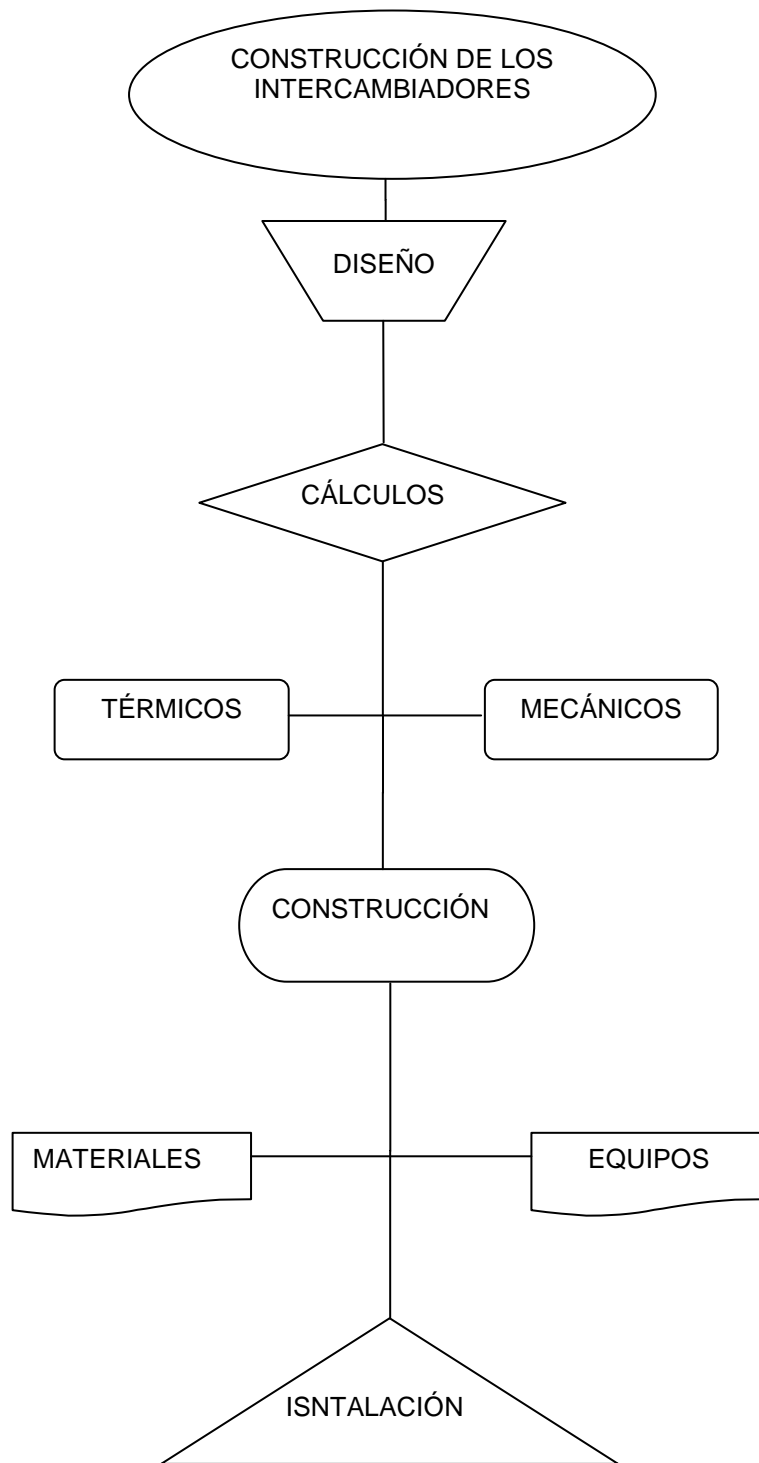 CONSTRUCCIÓN DE LOS
INTERCAMBIADORES
DISEÑO
CÁLCULOS
TÉRMICOS
MECÁNICOS
CONSTRUCCIÓN
MATERIALES
EQUIPOS
ISNTALACIÓN